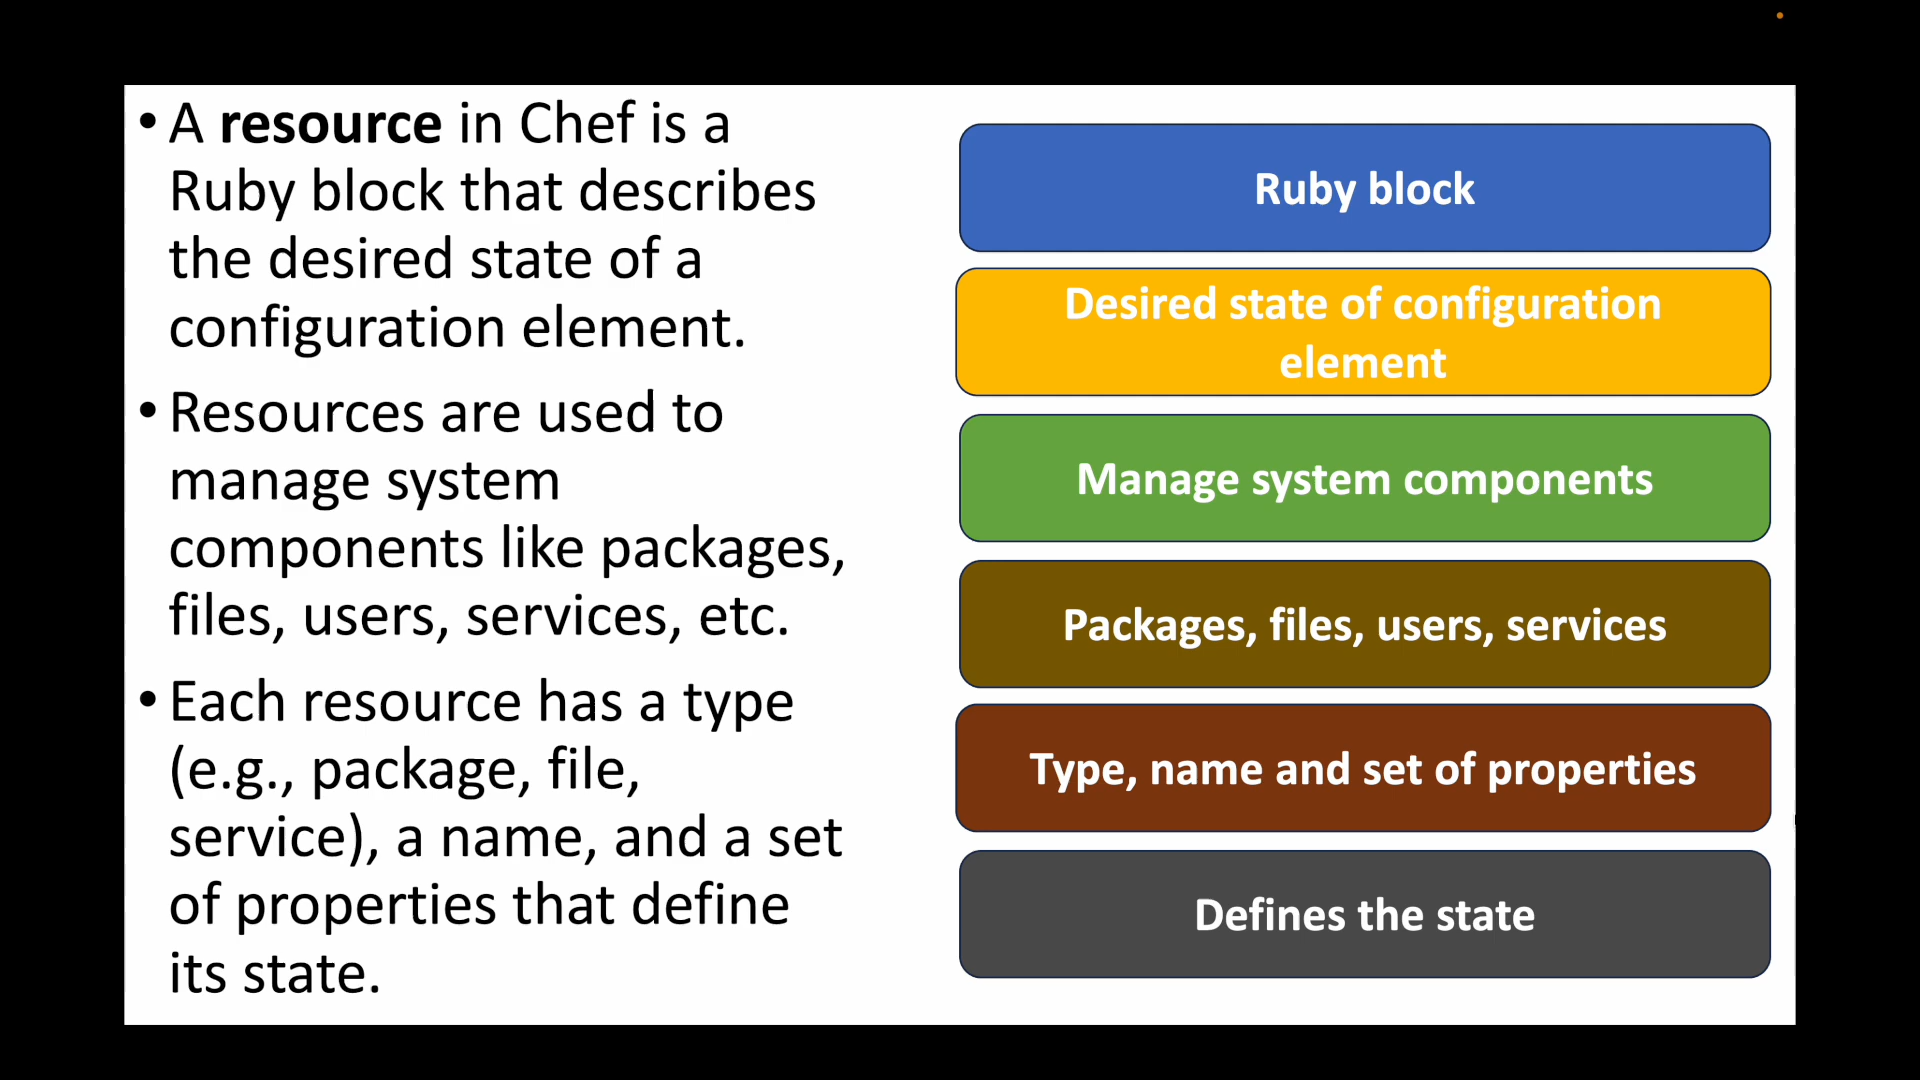 • A resource in Chef is a
Ruby block that describes
the desired state of a
configuration element.
• Resources are used to
manage system
components like packages,
files, users, services, etc.
• Each resource has a type
(e.g., package, file,
service), a name, and a set
of properties that define
its state.
Ruby block
Desired state of configuration
element
Manage system components
Packages, files, users, services
Type, name and set of properties
Defines the state